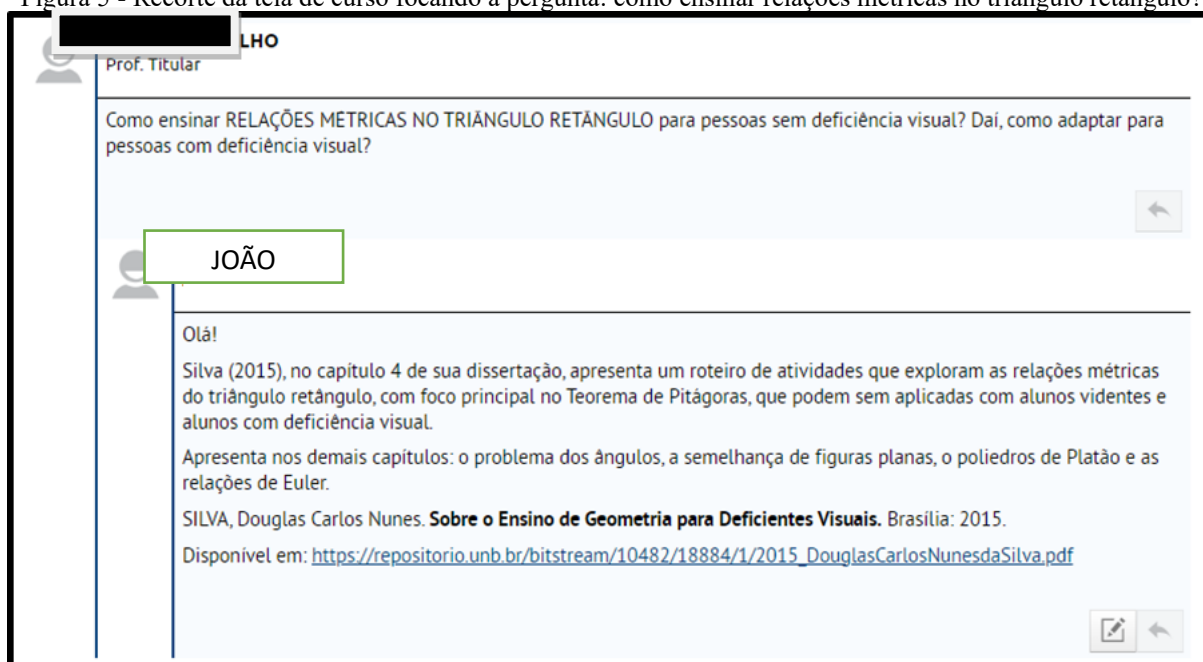 Figura 5 - Recorte da tela de curso focando a pergunta: como ensinar relações métricas no triângulo retângulo?
LHO
Prof. Titular
Como ensinar RELAÇÕES MÉTRICAS NO TRIÂNGULO RETÂNGULO para pessoas sem deficiência visual? Daí, como adaptar para
pessoas com deficiência visual?
JOÃO
Olá!
Silva (2015), no capítulo 4 de sua dissertação, apresenta um roteiro de atividades que exploram as relações métricas
do triângulo retângulo, com foco principal no Teorema de Pitágoras, que podem sem aplicadas com alunos videntes e
alunos com deficiência visual.
Apresenta nos demais capítulos: o problema dos ângulos, a semelhança de figuras planas, o poliedros de Platão e as
relações de Euler.
SILVA, Douglas Carlos Nunes. Sobre o Ensino de Geometria para Deficientes Visuais. Brasília: 2015.
Disponível em: https://repositorio.unb.br/bitstream/10482/18884/1/2015_DouglasCarlosNunesdaSilva.pdf